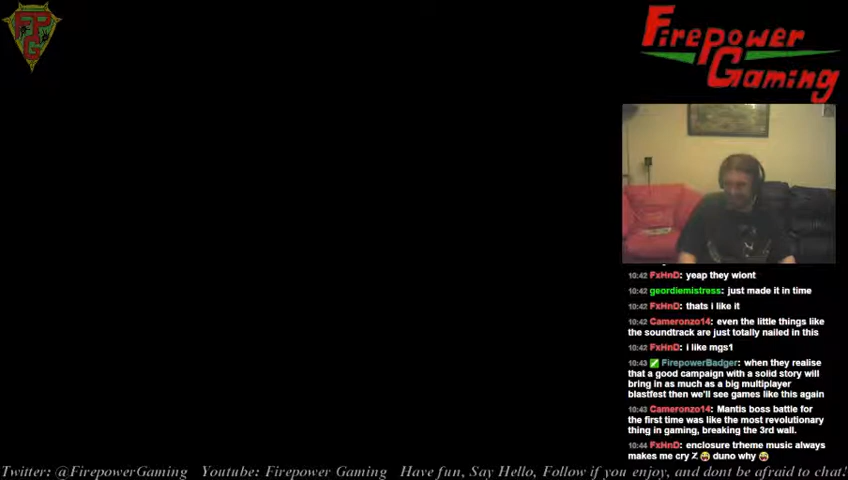 FPG
Firepower
Gaming
10:42 FxHnD: yeap they wiont
10:42 geordiemistress: just made it in time
10:42 FxHnD: thats i like it
10:42 Cameronzo14: even the little things like
the soundtrack are just totally nailed in this
10:42 FxHnD: i like mgs1
10:43 FirepowerBadger: when they realise
that a good campaign with a solid story will
bring in as much as a big multiplayer
blastfest then we'll see games like this again
10:43 Cameronzo14: Mantis boss battle for
the first time was like the most revolutionary
thing in gaming, breaking the 3rd wall.
10:44 FxHnD: enclosure trheme music always
makes me cry Z 😜 duno why 😜
Twitter: @FirepowerGaming Youtube: Firepower Gaming Have fun, Say Hello, Follow if you enjoy, and dont be afraid to chat!